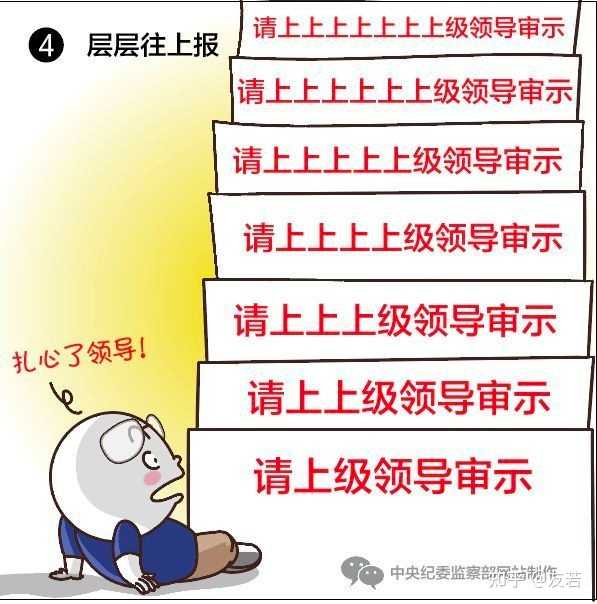 4 层层往上报
请上上上上上上上级领导审示
请上上上上上上级领导审示
请上上上上上级领导审示
请上上上上级领导审示
请上上上级领导审示
扎心了领导!
请上上级领导审示
请上级领导审示
中央纪委监察部网站制作
知乎 @友若